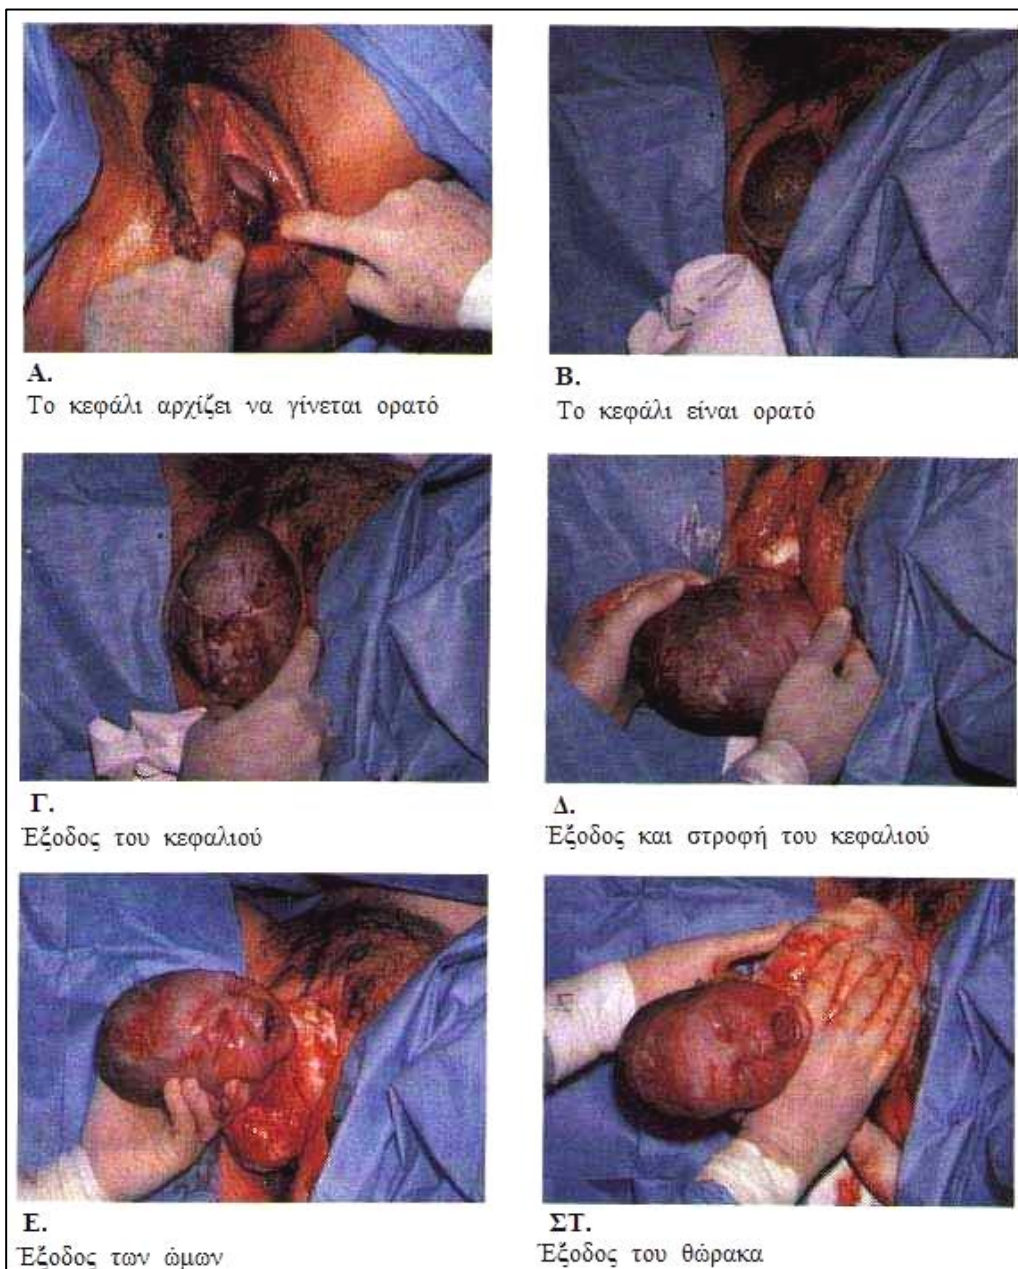 Α.
Το κεφάλι αρχίζει να γίνεται ορατό
Β.
Το κεφάλι είναι ορατό
Γ.
Έξοδος του κεφαλιού
Δ.
Έξοδος και στροφή του κεφαλιού
Ε.
Έξοδος των ώμων
ΣΤ.
Έξοδος του θώρακα